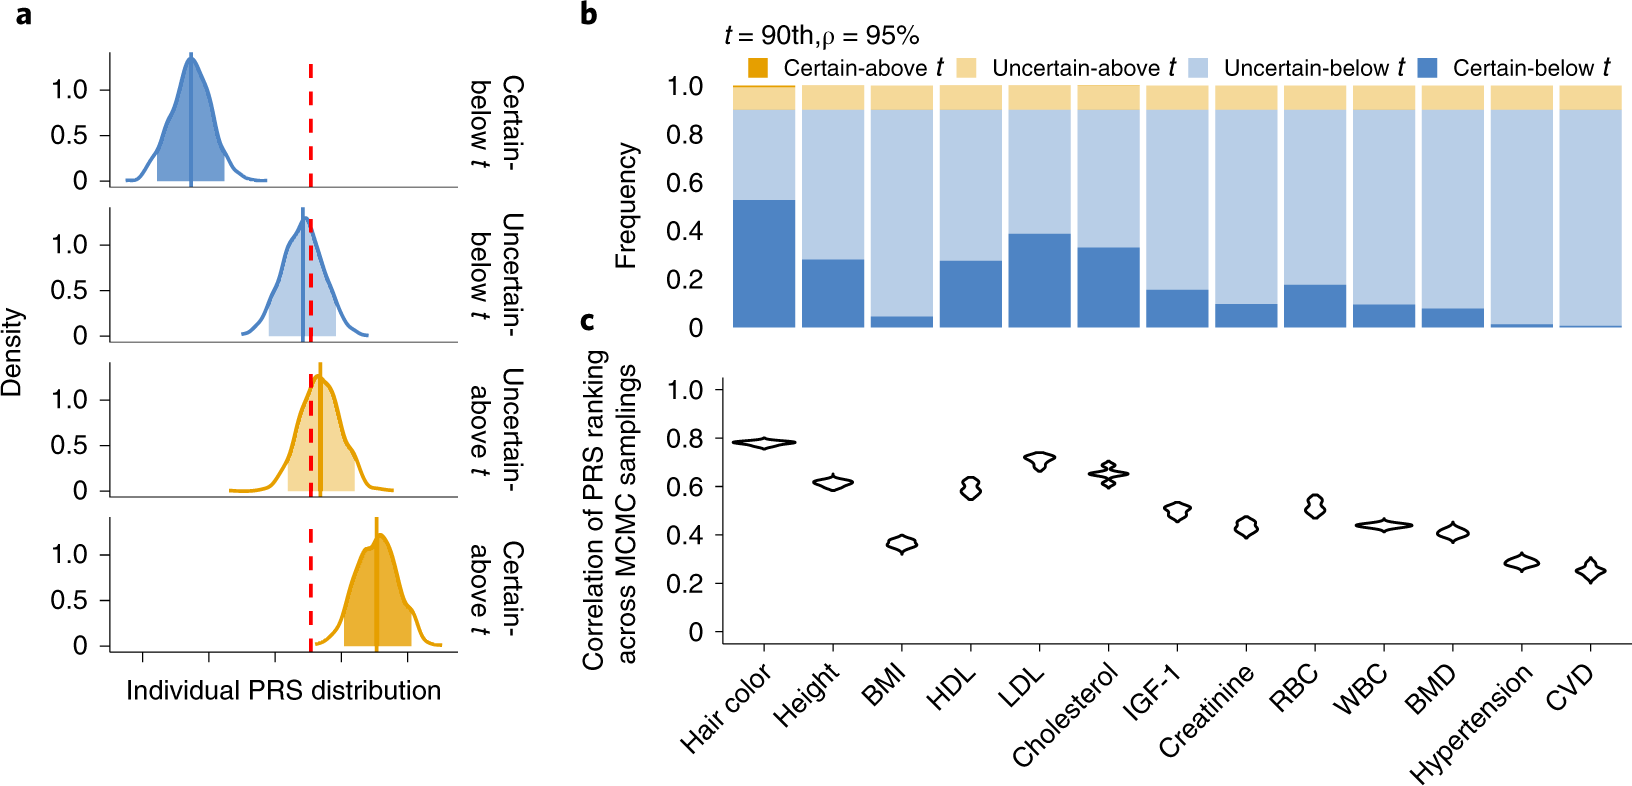 a
Density
1.0
0.5
0
Certain-
below t
1.0
0.5
0
Uncertain-
below t
1.0
0.5
0
Uncertain-
above t
1.0
0.5
0
Certain-
above t
Individual PRS distribution
b
t = 90th,ρ = 95%
Certain-above t
Uncertain-above t
Uncertain-below t
Certain-below t
Frequency
1.0
0.8
0.6
0.4
0.2
0
c
Correlation of PRS ranking
across MCMC samplings
1.0
0.8
0.6
0.4
0.2
0
Hair color
Height
BMI
HDL
LDL
Cholesterol
IGF-1
Creatinine
RBC
WBC
BMD
Hypertension
CVD